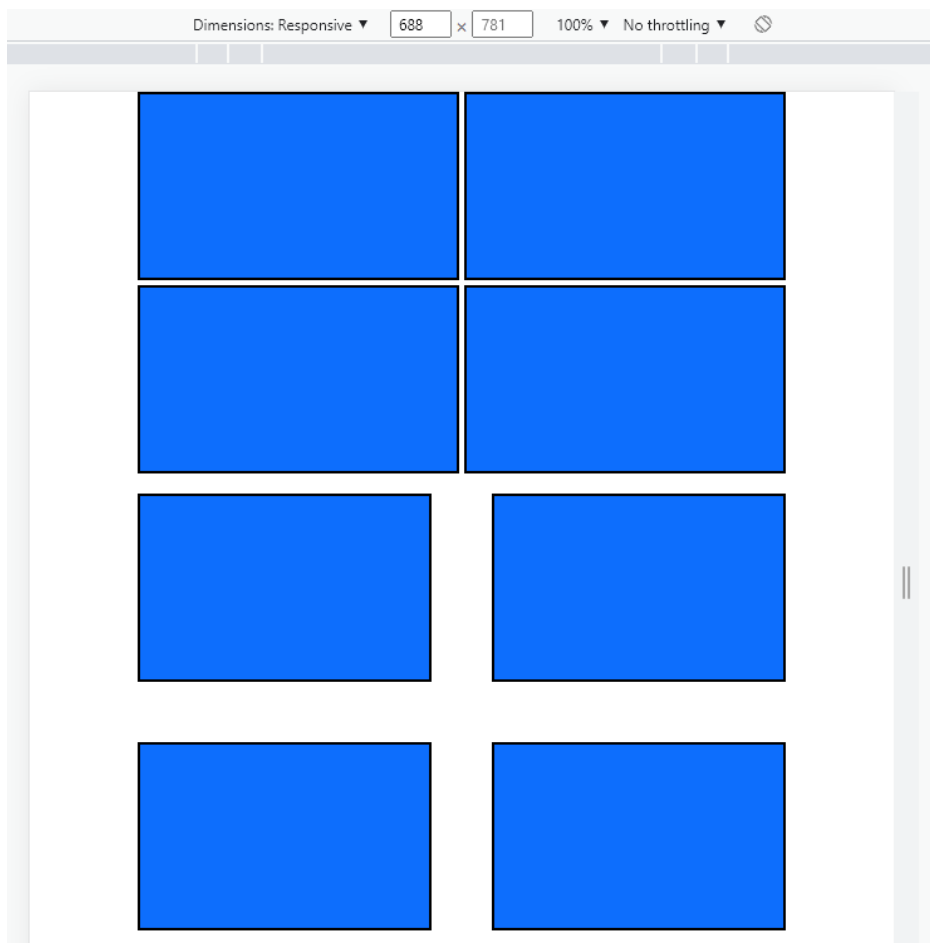 Dimensions: Responsive ▼ 688 × 781 100% ▼ No throttling ▼